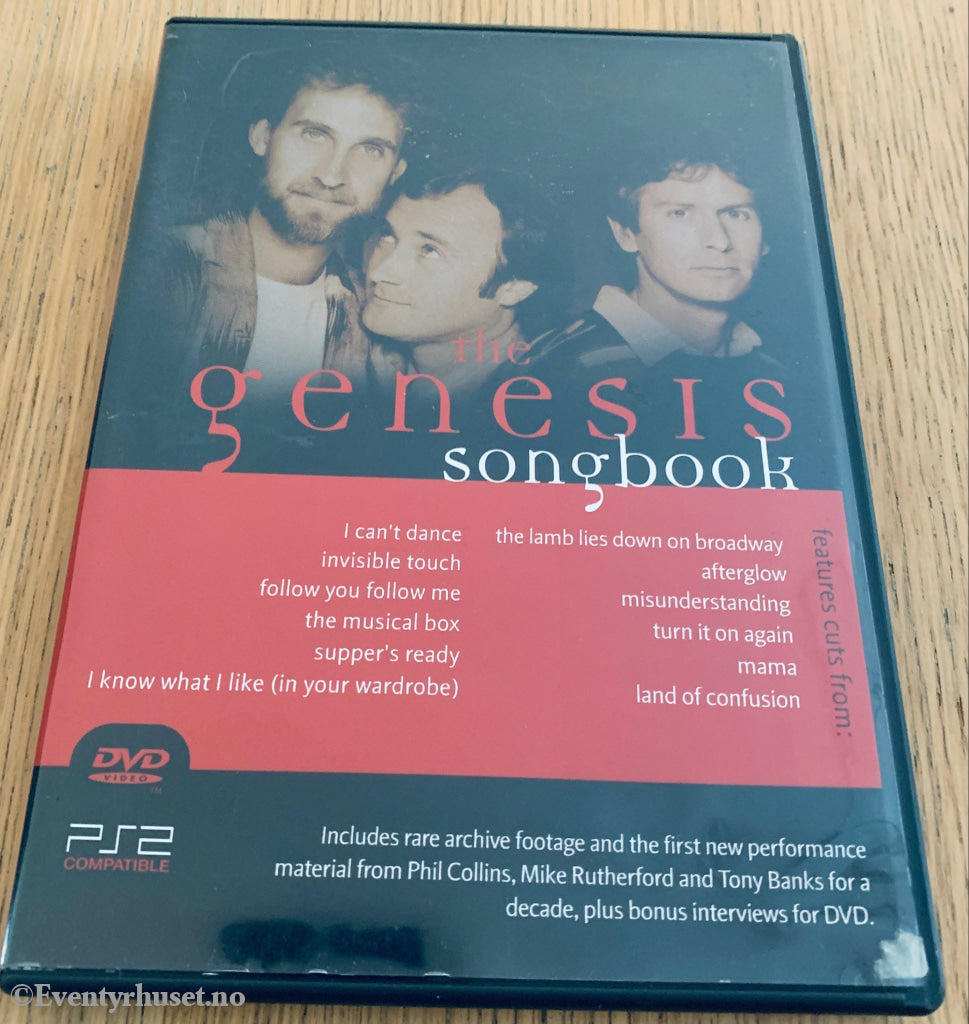 the
genesis
songbook
I can't dance
invisible touch
follow you follow me
the musical box
supper's ready
I know what I like (in your wardrobe)
features cuts from:
the lamb lies down on broadway
afterglow
misunderstanding
turn it on again
mama
land of confusion
DVD
VIDEO
TM
PS2
COMPATIBLE
Includes rare archive footage and the first new performance
material from Phil Collins, Mike Rutherford and Tony Banks for a
decade, plus bonus interviews for DVD.
©Eventyrhuset.no